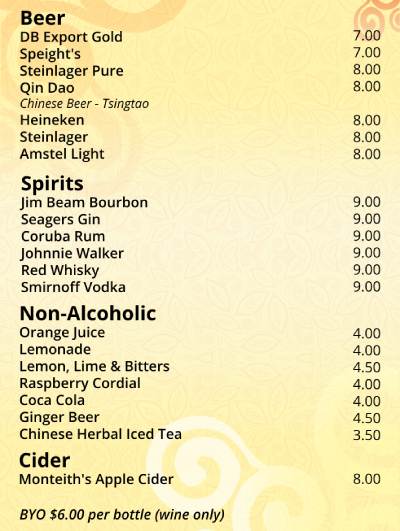 Beer
DB Export Gold 7.00
Speight's 7.00
Steinlager Pure 8.00
Qin Dao 8.00
Chinese Beer - Tsingtao
Heineken 8.00
Steinlager 8.00
Amstel Light 8.00
Spirits
Jim Beam Bourbon 9.00
Seagers Gin 9.00
Coruba Rum 9.00
Johnnie Walker 9.00
Red Whisky 9.00
Smirnoff Vodka 9.00
Non-Alcoholic
Orange Juice 4.00
Lemonade 4.00
Lemon, Lime & Bitters 4.50
Raspberry Cordial 4.00
Coca Cola 4.00
Ginger Beer 4.50
Chinese Herbal Iced Tea 3.50
Cider
Monteith's Apple Cider 8.00
BYO $6.00 per bottle (wine only)